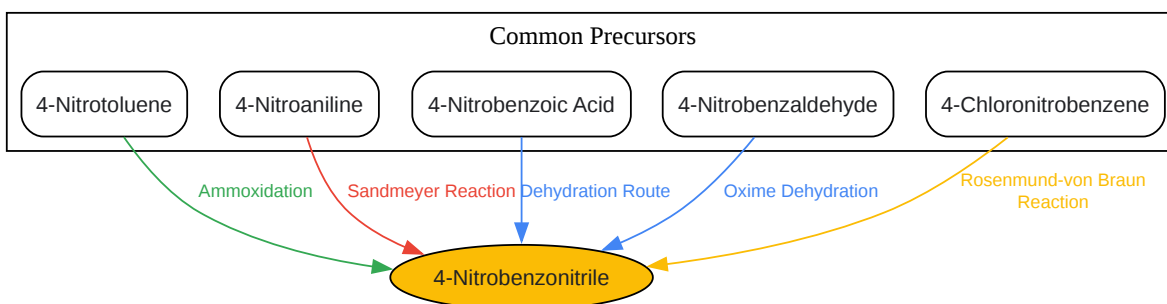 Common Precursors
4-Nitrotoluene
4-Nitroaniline
4-Nitrobenzoic Acid
4-Nitrobenzaldehyde
4-Chloronitrobenzene
Ammoxidation
Sandmeyer Reaction
Dehydration Route
Oxime Dehydration
Rosenmund-von Braun
Reaction
4-Nitrobenzonitrile